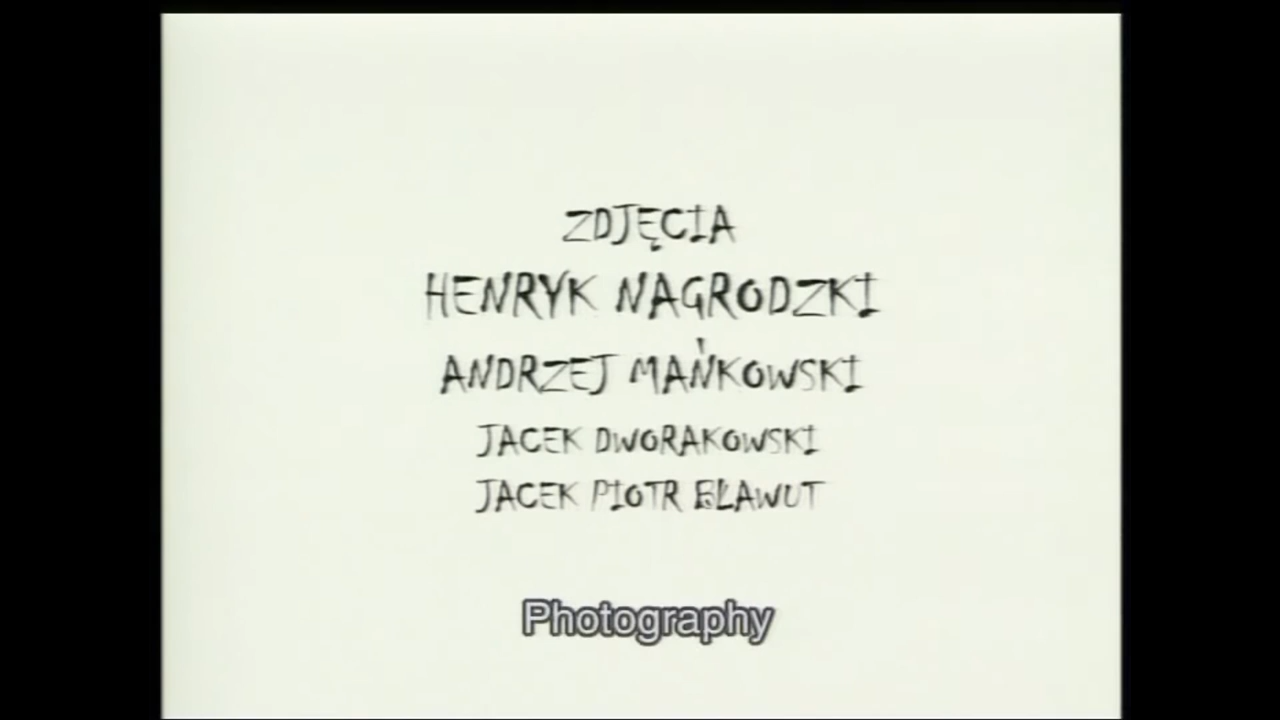 ZDJĘCIA
HENRYK NAGRODZKI
ANDRZEJ MAŃKOWSKI
JACEK DWORAKOWSKI
JACEK PIOTR BŁAWUT
Photography